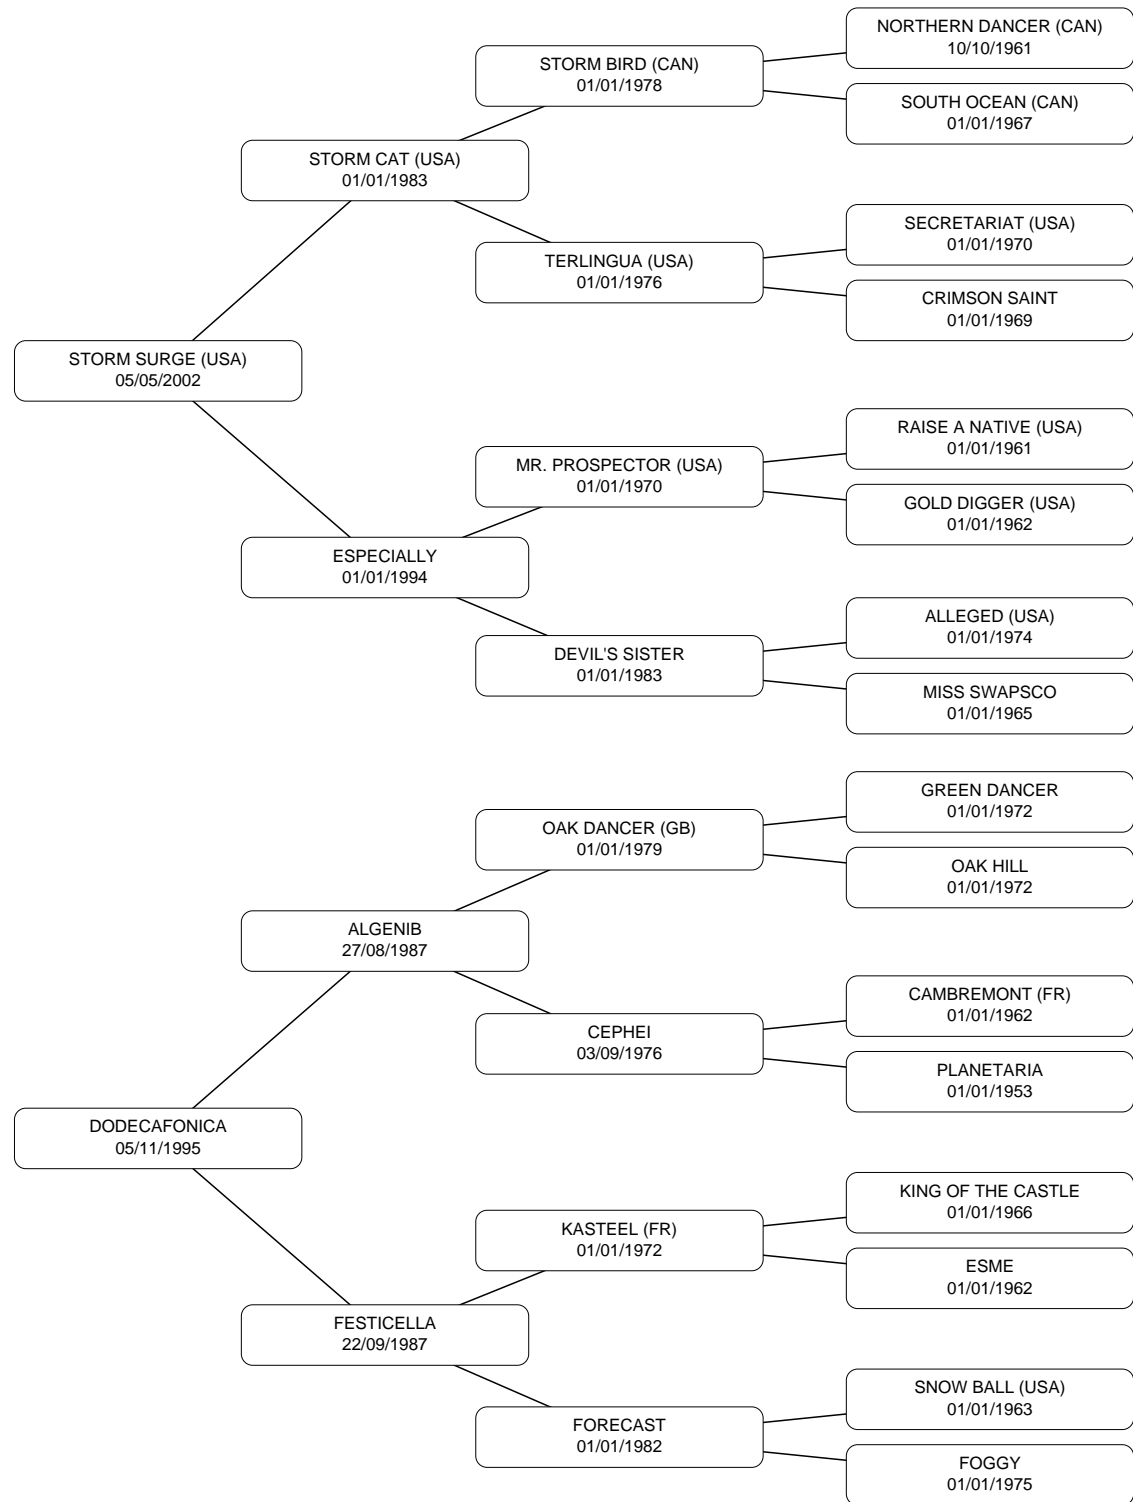 NORTHERN DANCER (CAN)
10/10/1961
STORM BIRD (CAN)
01/01/1978
SOUTH OCEAN (CAN)
01/01/1967
STORM CAT (USA)
01/01/1983
SECRETARIAT (USA)
01/01/1970
TERLINGUA (USA)
01/01/1976
CRIMSON SAINT
01/01/1969
STORM SURGE (USA)
05/05/2002
RAISE A NATIVE (USA)
01/01/1961
MR. PROSPECTOR (USA)
01/01/1970
GOLD DIGGER (USA)
01/01/1962
ESPECIALLY
01/01/1994
ALLEGED (USA)
01/01/1974
DEVIL'S SISTER
01/01/1983
MISS SWAPSCO
01/01/1965
GREEN DANCER
01/01/1972
OAK DANCER (GB)
01/01/1979
OAK HILL
01/01/1972
ALGENIB
27/08/1987
CAMBREMONT (FR)
01/01/1962
CEPHEI
03/09/1976
PLANETARIA
01/01/1953
DODECAFONICA
05/11/1995
KING OF THE CASTLE
01/01/1966
KASTEEL (FR)
01/01/1972
ESME
01/01/1962
FESTICELLA
22/09/1987
SNOW BALL (USA)
01/01/1963
FORECAST
01/01/1982
FOGGY
01/01/1975